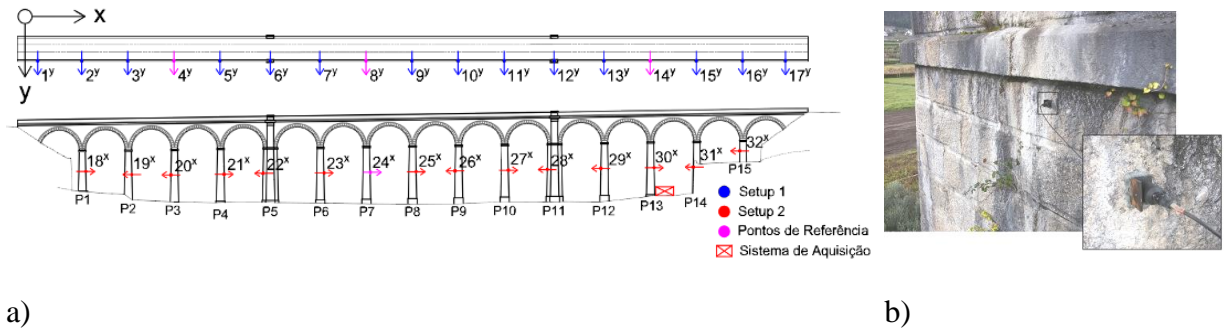 x
1y 2y 3y 4y 5y 6y 7y 8y 9y 10y 11y 12y 13y 14y 15y 16y 17y
y
18x 19x 20x 21x 22x 23x 24x 25x 26x 27x 28x 29x 30x 31x 32x
P1 P2 P3 P4 P5 P6 P7 P8 P9 P10 P11 P12 P13 P14 P15
Setup 1
Setup 2
Pontos de Referência
Sistema de Aquisição
a) b)